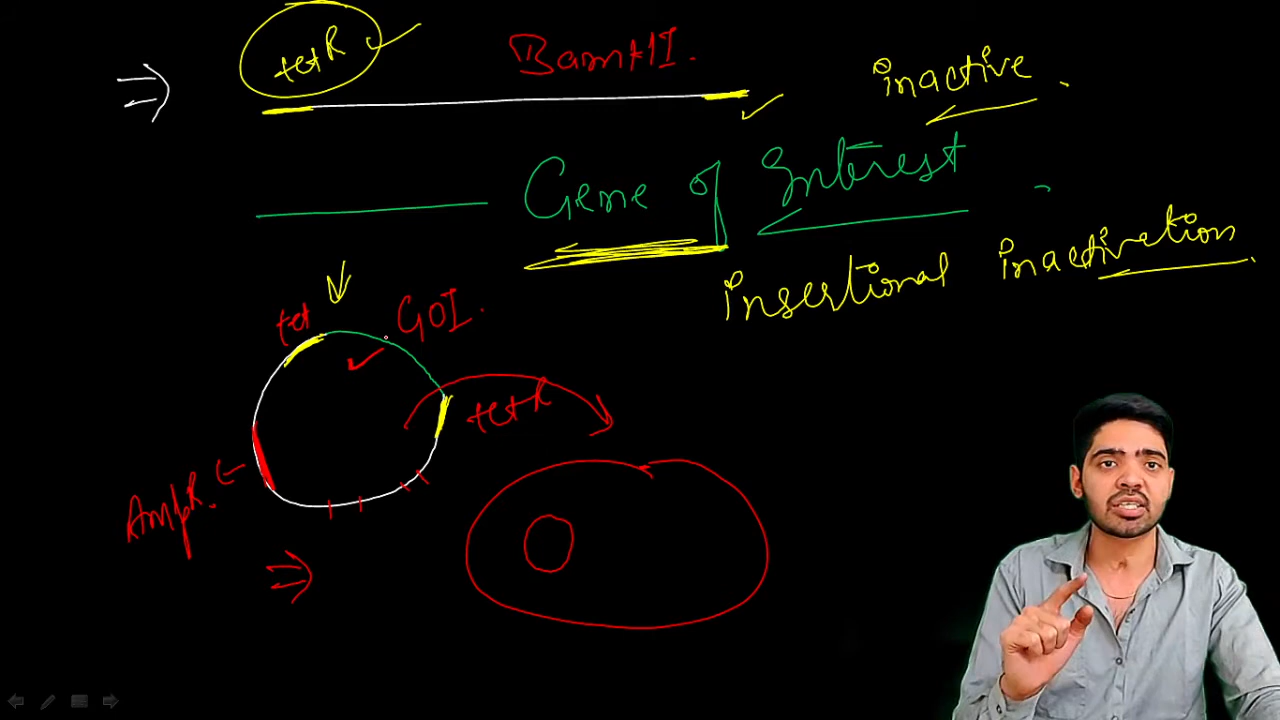 tetR
BamHI.
inactive
Gene of Interest
Insertional inactivation
tet
GOI.
tetR
AmpR.